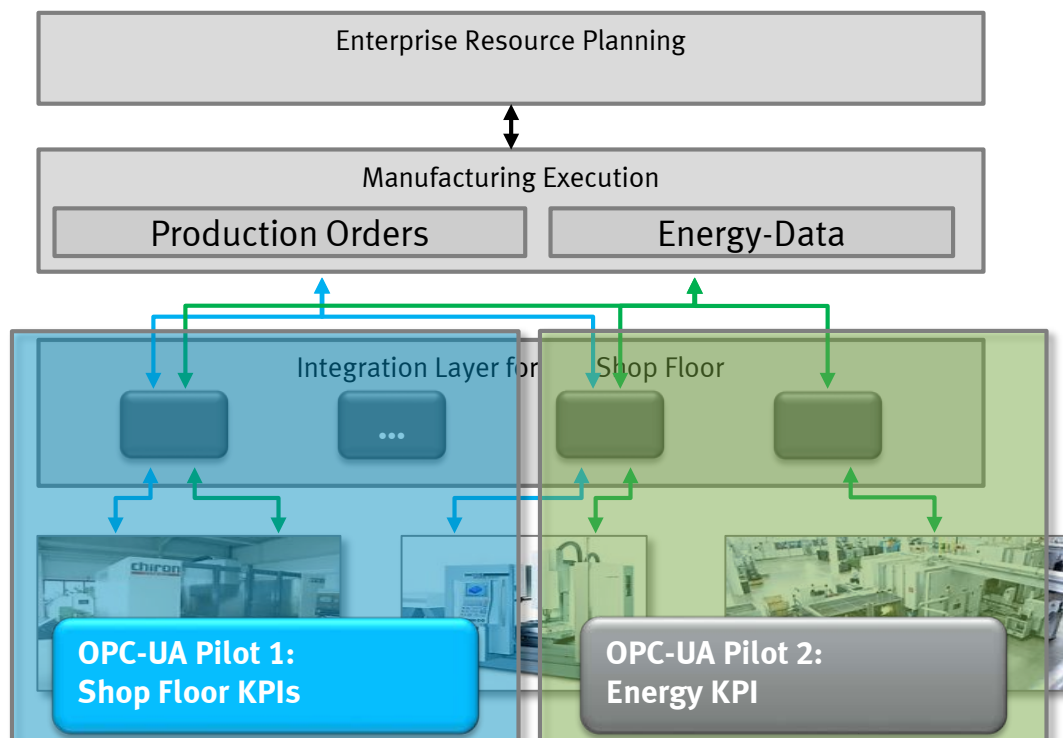 Enterprise Resource Planning
Manufacturing Execution
Production Orders
Energy-Data
Integration Layer for Shop Floor
...
chiron
OPC-UA Pilot 1:
Shop Floor KPIs
OPC-UA Pilot 2:
Energy KPI